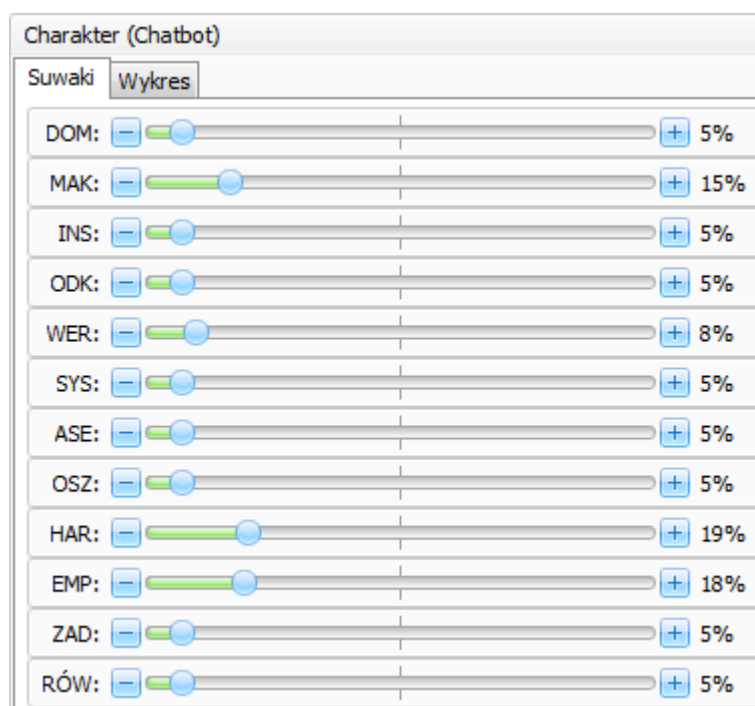 Charakter (Chatbot)
Suwaki Wykres
DOM: 5%
MAK: 15%
INS: 5%
ODK: 5%
WER: 8%
SYS: 5%
ASE: 5%
OSZ: 5%
HAR: 19%
EMP: 18%
ZAD: 5%
RÓW: 5%